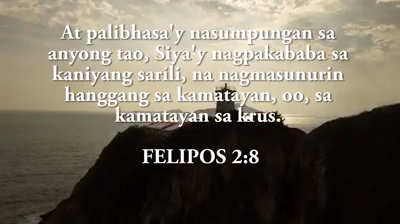 At palibhasa'y nasumpungan sa
anyong tao, Siya'y nagpakababa sa
kaniyang sarili, na nagmasunurin
hanggang sa kamatayan, oo, sa
kamatayan sa krus.
FELIPOS 2:8